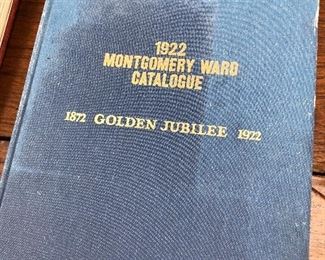 1922
MONTGOMERY WARD
CATALOGUE
1872 GOLDEN JUBILEE 1922